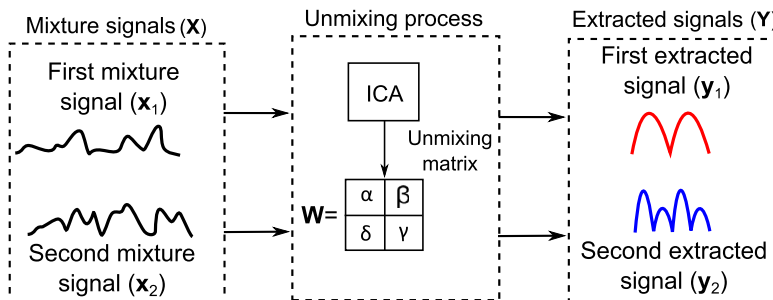 Mixture signals (X)
First mixture
signal (x1)
Second mixture
signal (x2)
Unmixing process
ICA
Unmixing
matrix
W=
α β
δ γ
Extracted signals (Y)
First extracted
signal (y1)
Second extracted
signal (y2)